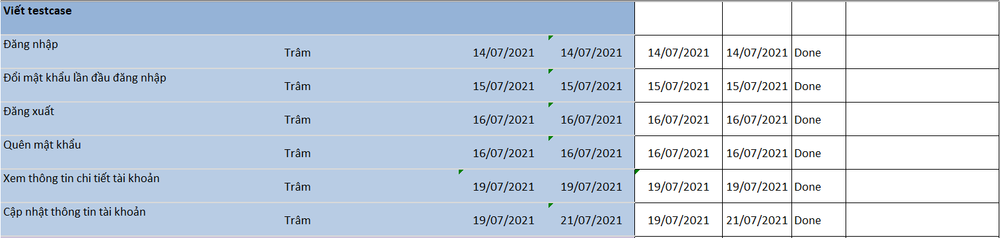 Viết testcase
Đăng nhập Trâm 14/07/2021 14/07/2021 14/07/2021 14/07/2021 Done
Đổi mật khẩu lần đầu đăng nhập Trâm 15/07/2021 15/07/2021 15/07/2021 15/07/2021 Done
Đăng xuất Trâm 16/07/2021 16/07/2021 16/07/2021 16/07/2021 Done
Quên mật khẩu Trâm 16/07/2021 16/07/2021 16/07/2021 16/07/2021 Done
Xem thông tin chi tiết tài khoản Trâm 19/07/2021 19/07/2021 19/07/2021 19/07/2021 Done
Cập nhật thông tin tài khoản Trâm 19/07/2021 21/07/2021 19/07/2021 21/07/2021 Done